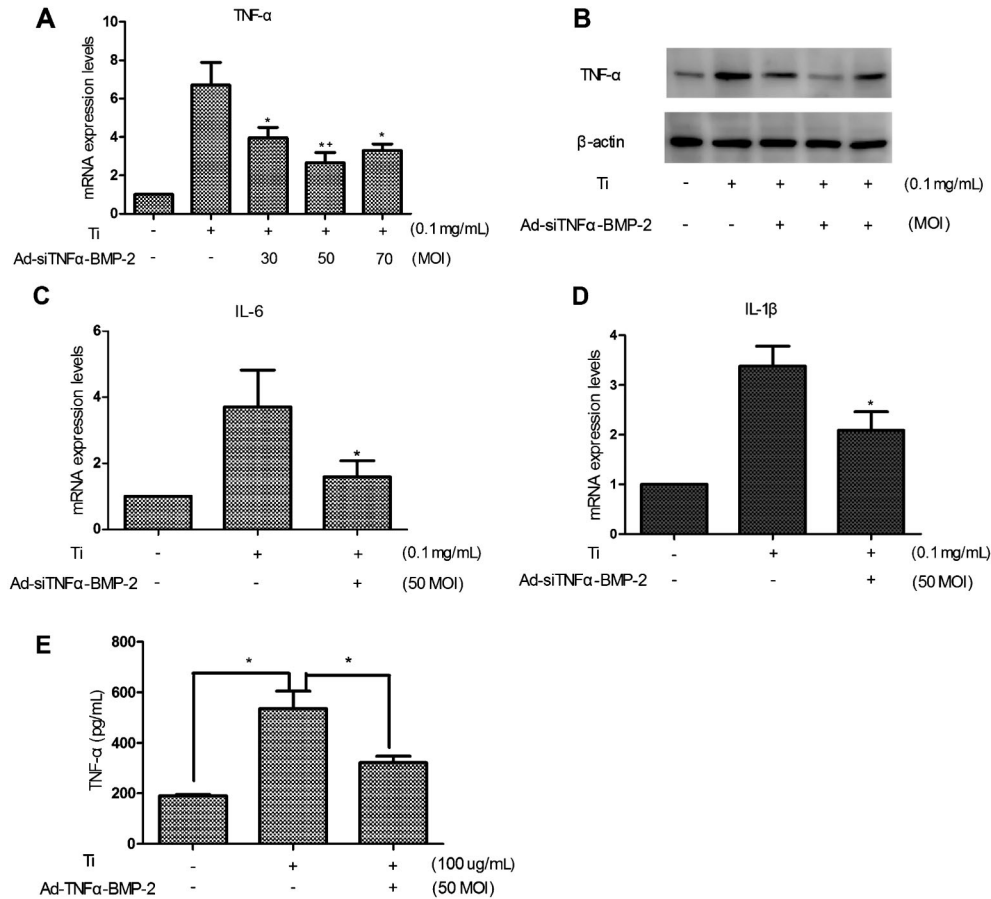 A
TNF-α
mRNA expression levels
10
8
6
4
2
0
Ti - + + + + (0.1 mg/mL)
Ad-siTNFα-BMP-2 - - 30 50 70 (MOI)
* *+ *
B
TNF-α
β-actin
Ti - + + + + (0.1 mg/mL)
Ad-siTNFα-BMP-2 - - + + + (MOI)
C
IL-6
mRNA expression levels
6
4
2
0
*
Ti - + + (0.1 mg/mL)
Ad-siTNFα-BMP-2 - - + (50 MOI)
D
IL-1β
mRNA expression levels
4
3
2
1
0
*
Ti - + + (0.1 mg/mL)
Ad-siTNFα-BMP-2 - - + (50 MOI)
E
TNF-α (pg/mL)
800
600
400
200
0
* *
Ti - + + (100 ug/mL)
Ad-TNFα-BMP-2 - - + (50 MOI)